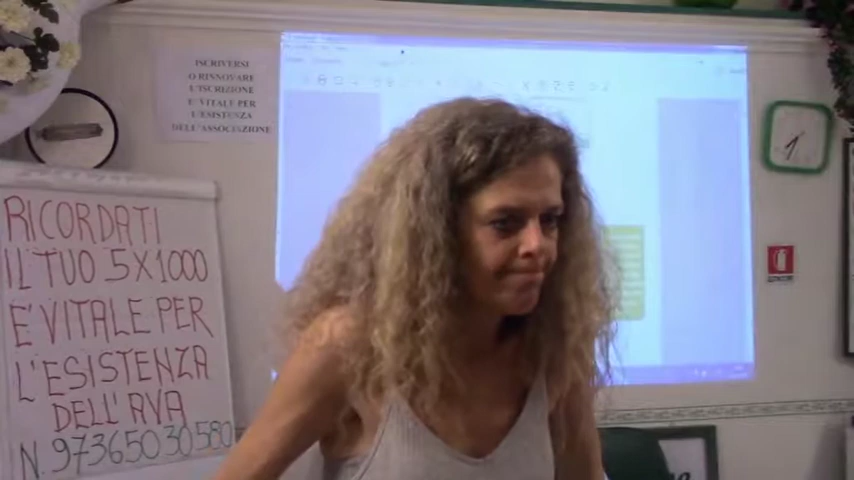 ISCRIVERSI
O RINNOVARE
L'ISCRIZIONE
E' VITALE PER
L'ESISTENZA
DELL'ASSOCIAZIONE
RICORDATI
IL TUO 5X1000
E' VITALE PER
L'ESISTENZA
DELL'AVA
N. 97365030580